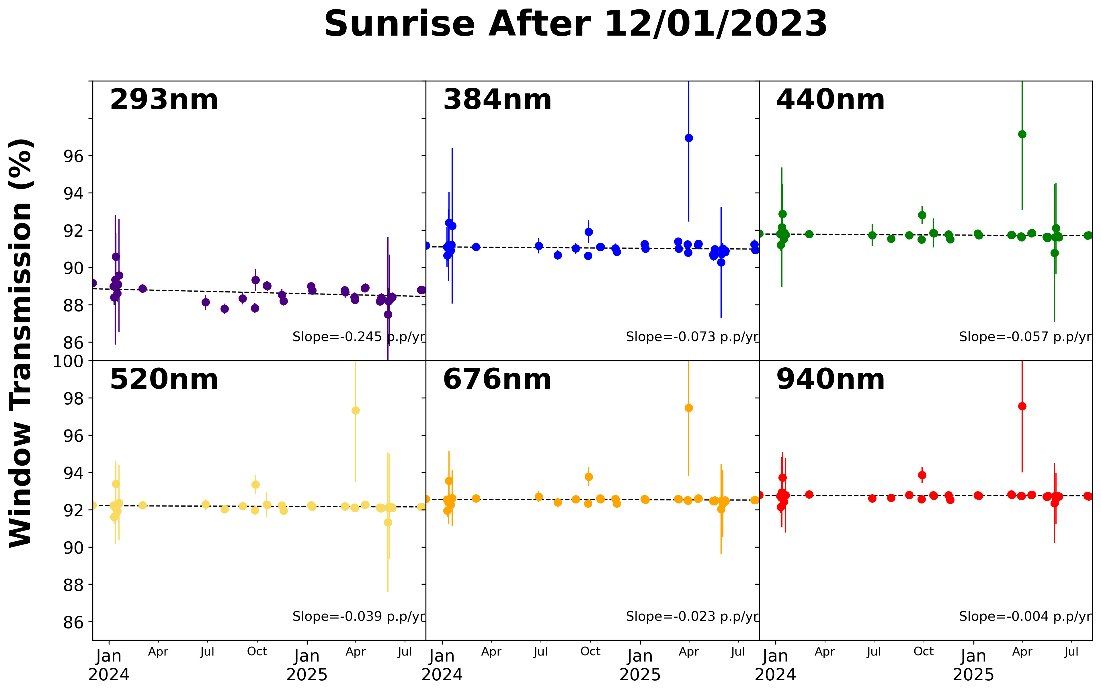 Sunrise After 12/01/2023
Window Transmission (%)
293nm
384nm
440nm
96
94
92
90
88
86
Slope=-0.245 p.p/yr
Slope=-0.073 p.p/yr
Slope=-0.057 p.p/yr
100
520nm
676nm
940nm
98
96
94
92
90
88
86
Slope=-0.039 p.p/yr
Slope=-0.023 p.p/yr
Slope=-0.004 p.p/yr
Jan Apr Jul Oct Jan Apr Jul Jan Apr Jul Oct Jan Apr Jul Jan Apr Jul Oct Jan Apr Jul
2024 2025 2024 2025 2024 2025